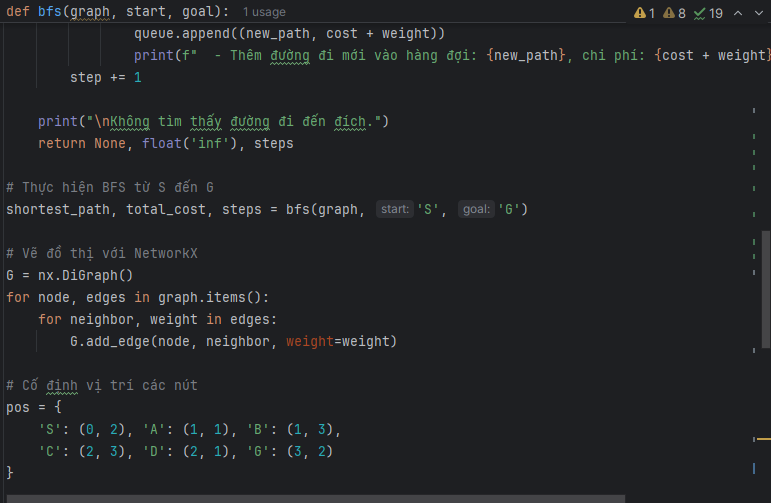 def bfs(graph, start, goal): 1 usage
1 8 19
queue.append((new_path, cost + weight))
print(f"  - Thêm đường đi mới vào hàng đợi: {new_path}, chi phí: {cost + weight}
step += 1
print("\nKhông tìm thấy đường đi đến đích.")
return None, float('inf'), steps
# Thực hiện BFS từ S đến G
shortest_path, total_cost, steps = bfs(graph, start: 'S', goal: 'G')
# Vẽ đồ thị với NetworkX
G = nx.DiGraph()
for node, edges in graph.items():
for neighbor, weight in edges:
G.add_edge(node, neighbor, weight=weight)
# Cố định vị trí các nút
pos = {
'S': (0, 2), 'A': (1, 1), 'B': (1, 3),
'C': (2, 3), 'D': (2, 1), 'G': (3, 2)
}